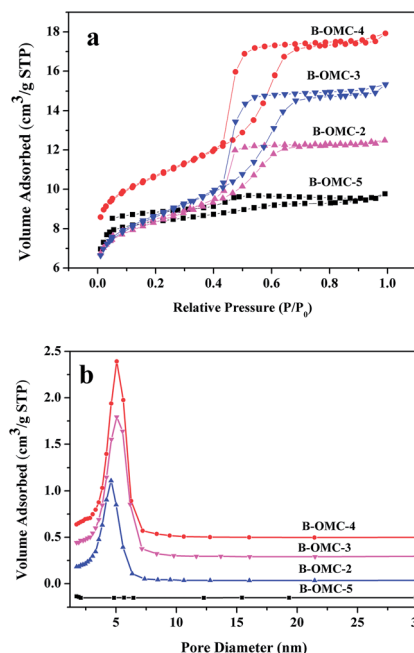 a
B-OMC-4
B-OMC-3
B-OMC-2
B-OMC-5
Volume Adsorbed (cm³/g STP)
18
16
14
12
10
8
6
0.0 0.2 0.4 0.6 0.8 1.0
Relative Pressure (P/P₀)
b
Volume Adsorbed (cm³/g STP)
2.5
2.0
1.5
1.0
0.5
0.0
B-OMC-4
B-OMC-3
B-OMC-2
B-OMC-5
5 10 15 20 25 30
Pore Diameter (nm)